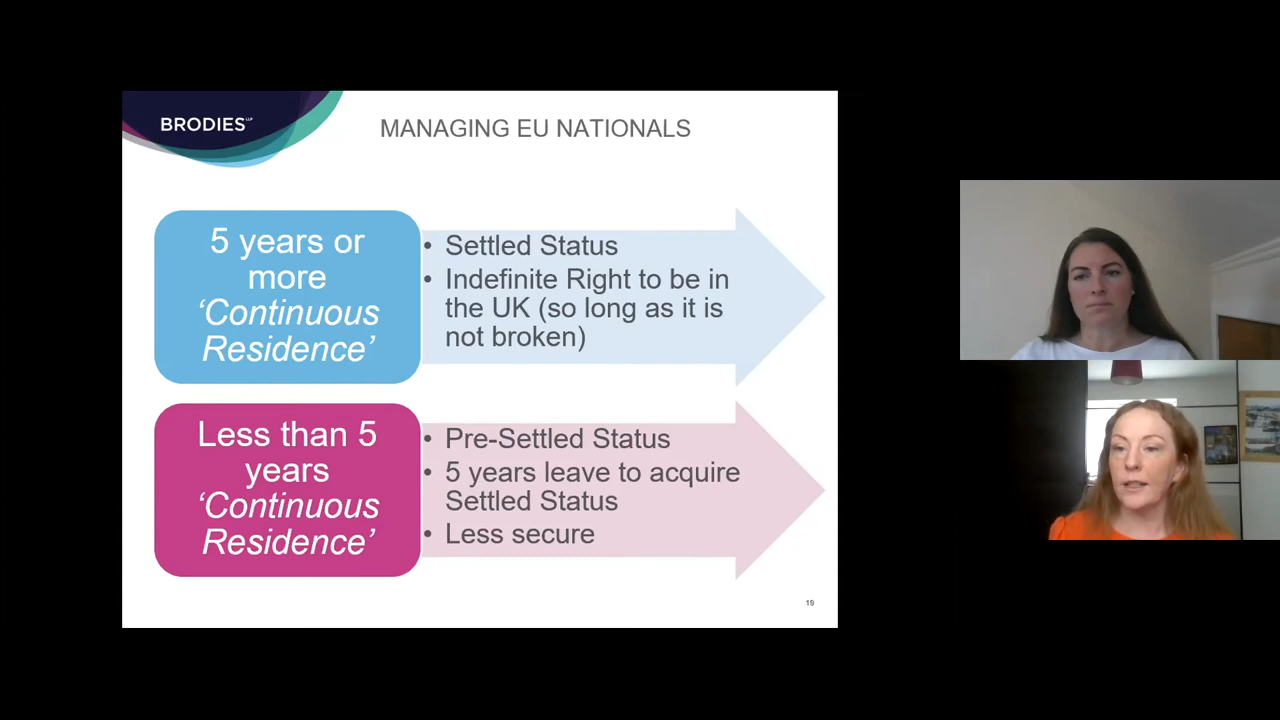 BRODIES LLP
MANAGING EU NATIONALS
5 years or
more
‘Continuous
Residence’
• Settled Status
• Indefinite Right to be in
the UK (so long as it is
not broken)
Less than 5
years
‘Continuous
Residence’
• Pre-Settled Status
• 5 years leave to acquire
Settled Status
• Less secure
19